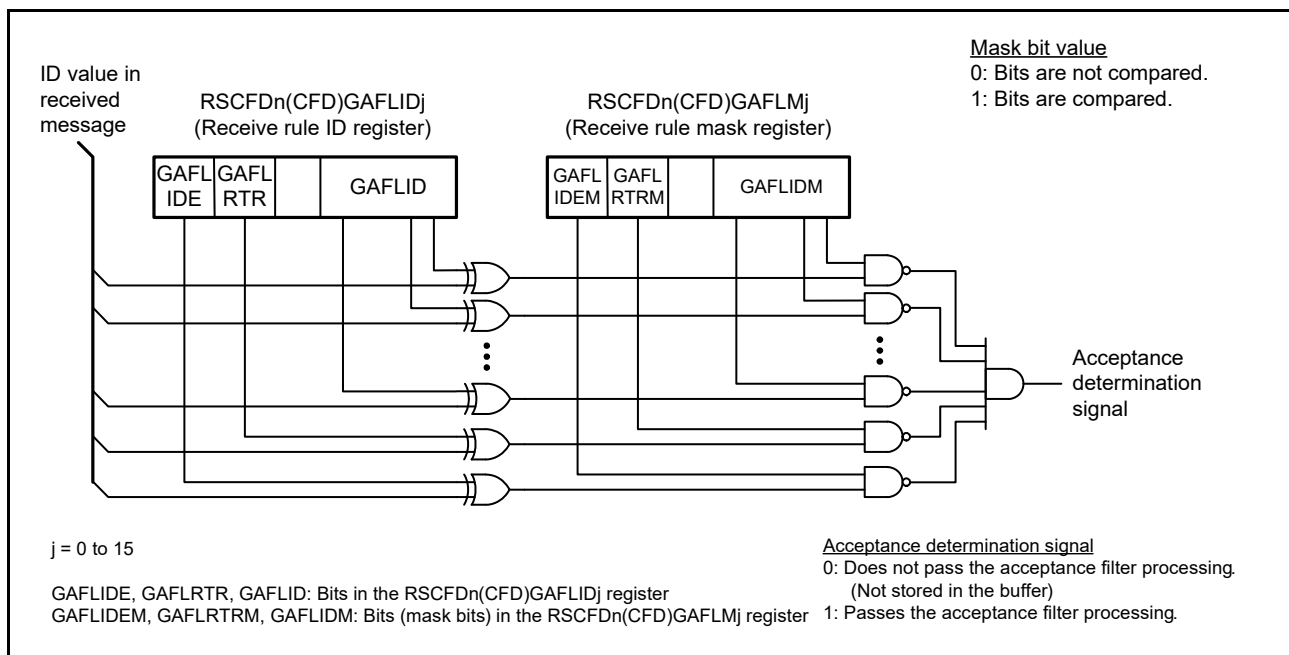 Mask bit value
0: Bits are not compared.
1: Bits are compared.
ID value in
received
message
RSCFDn(CFD)GAFLIDj
(Receive rule ID register)
RSCFDn(CFD)GAFLMj
(Receive rule mask register)
GAFL
IDE
GAFL
RTR
GAFLID
GAFL
IDEM
GAFL
RTRM
GAFLIDM
Acceptance
determination
signal
j = 0 to 15
GAFLIDE, GAFLRTR, GAFLID: Bits in the RSCFDn(CFD)GAFLIDj register
GAFLIDEM, GAFLRTRM, GAFLIDM: Bits (mask bits) in the RSCFDn(CFD)GAFLMj register
Acceptance determination signal
0: Does not pass the acceptance filter processing.
(Not stored in the buffer)
1: Passes the acceptance filter processing.